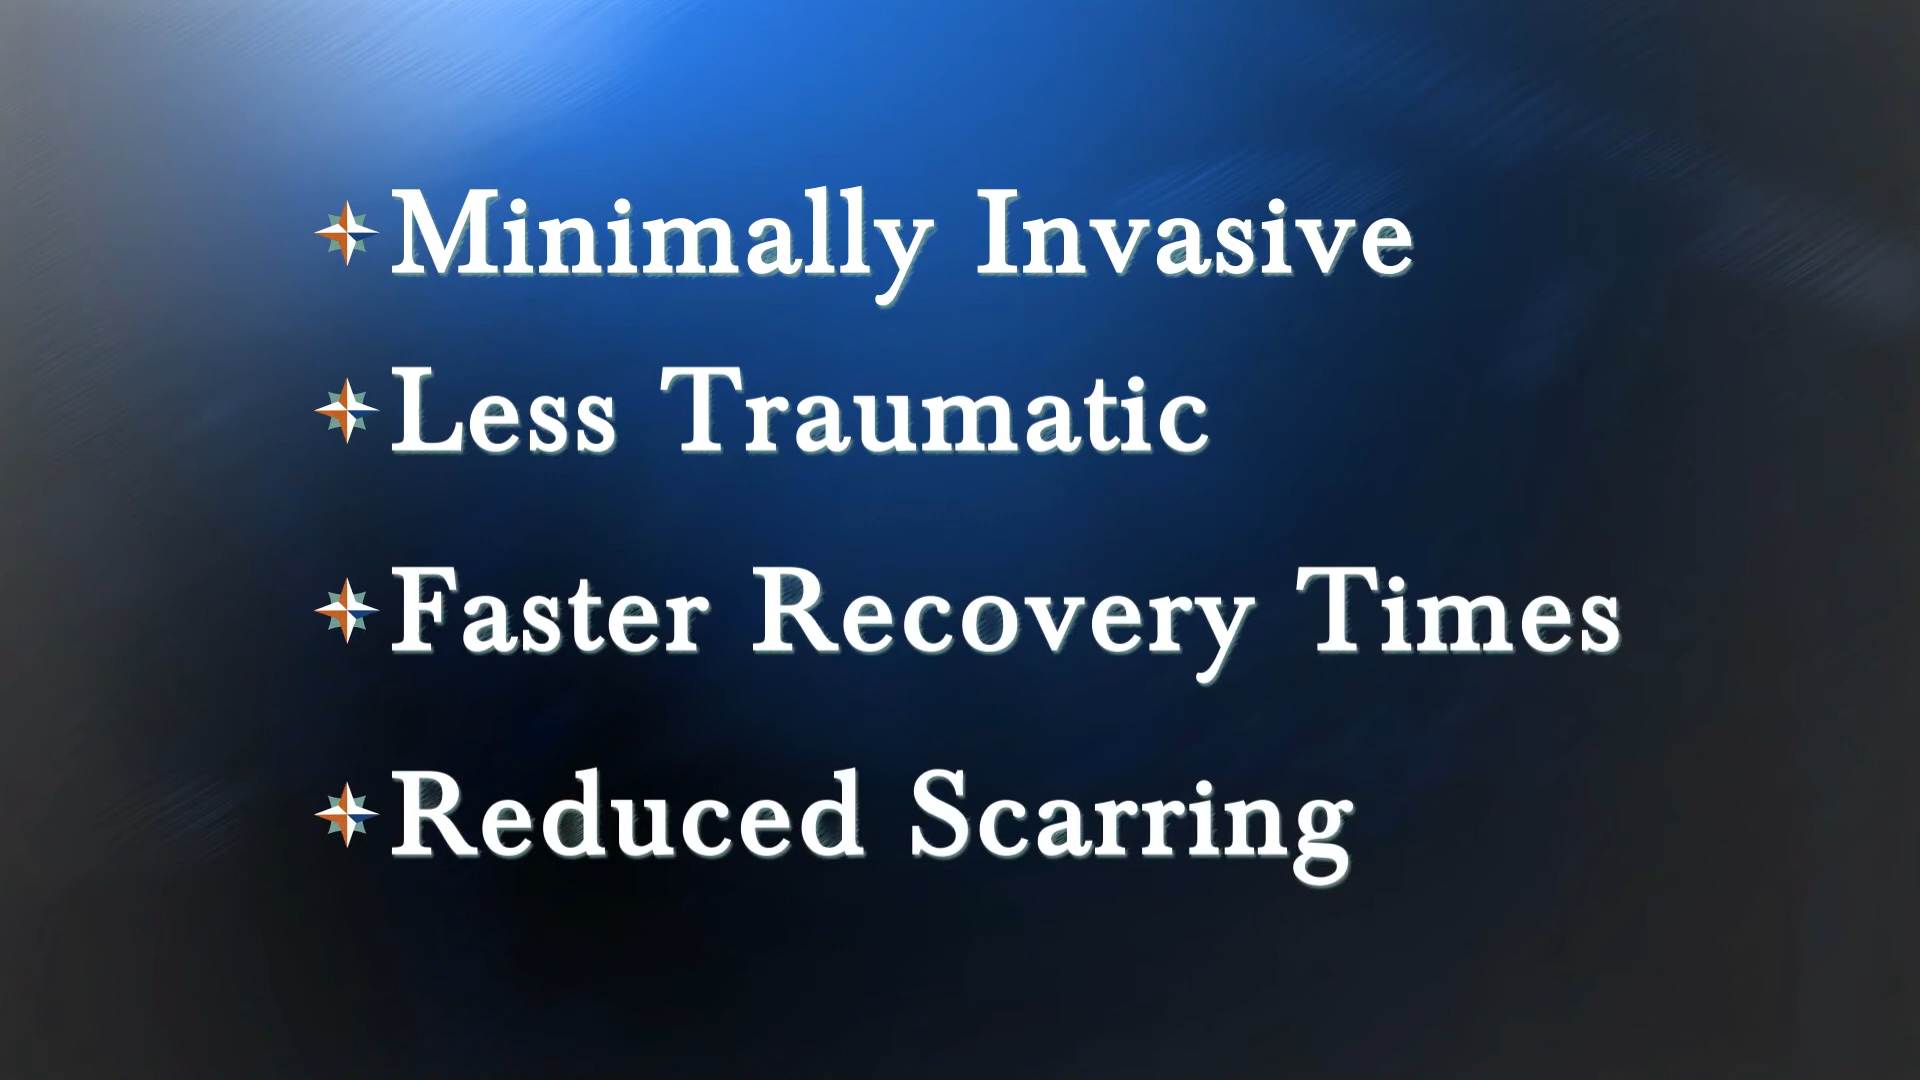 Minimally Invasive
Less Traumatic
Faster Recovery Times
Reduced Scarring